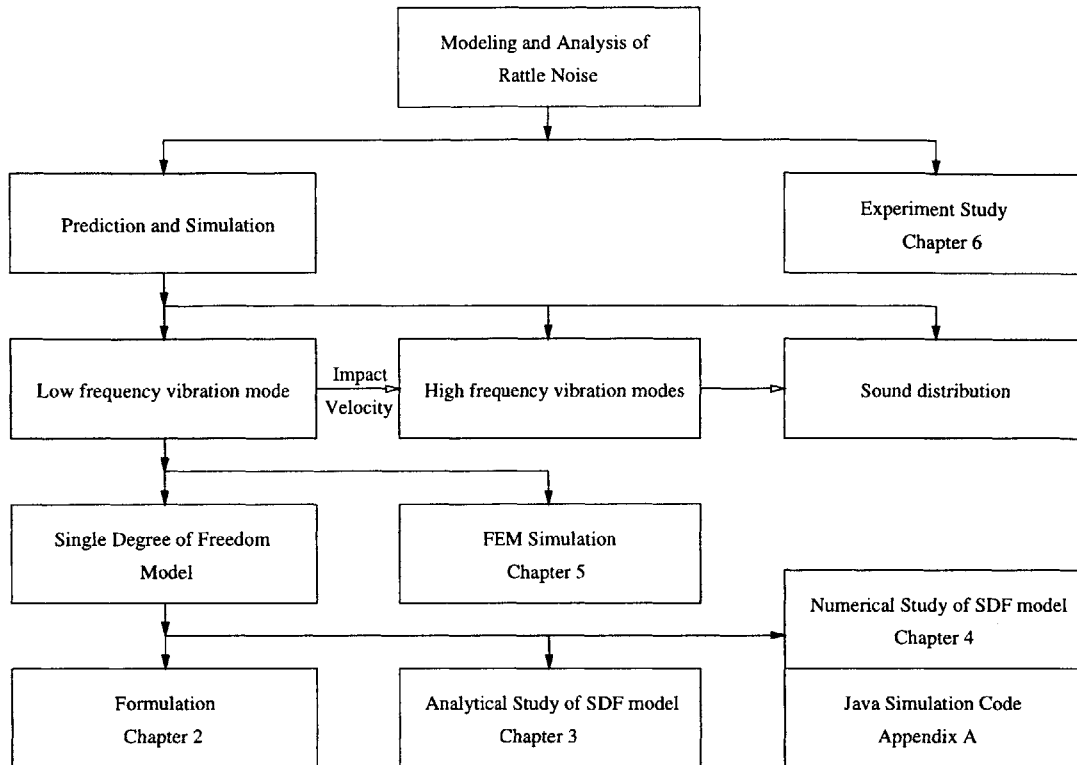 Modeling and Analysis of
Rattle Noise
Prediction and Simulation
Experiment Study
Chapter 6
Low frequency vibration mode
Impact
Velocity
High frequency vibration modes
Sound distribution
Single Degree of Freedom
Model
FEM Simulation
Chapter 5
Numerical Study of SDF model
Chapter 4
Formulation
Chapter 2
Analytical Study of SDF model
Chapter 3
Java Simulation Code
Appendix A